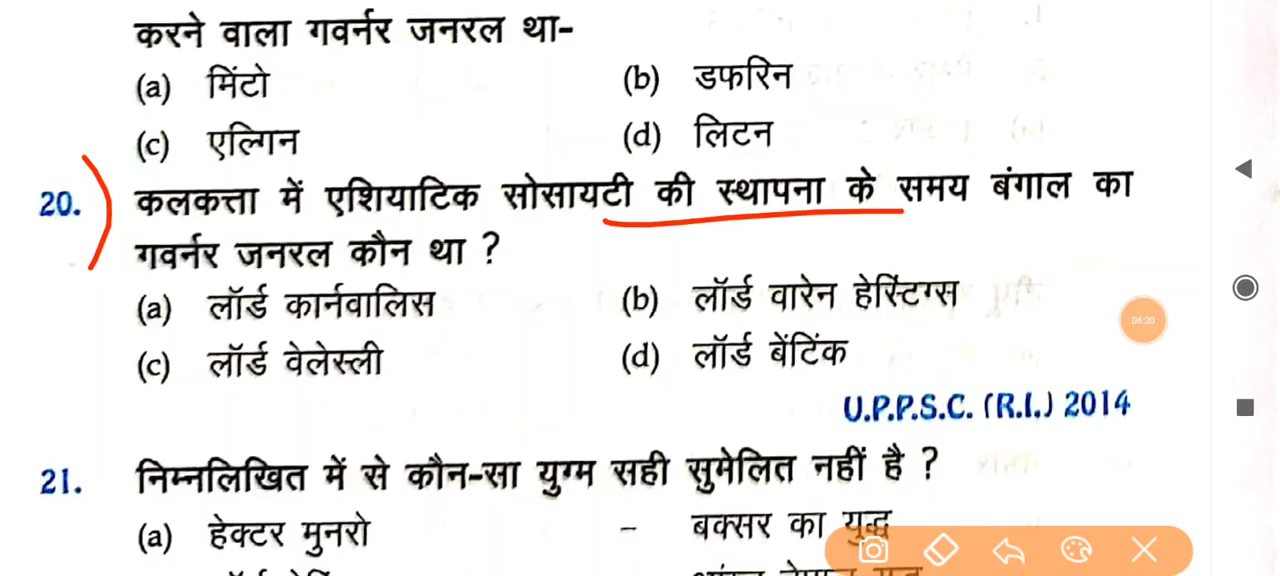 करने वाला गवर्नर जनरल था-
(a) मिंटो (b) डफरिन
(c) एल्गिन (d) लिटन
20. कलकत्ता में एशियाटिक सोसायटी की स्थापना के समय बंगाल का
गवर्नर जनरल कौन था ?
(a) लॉर्ड कार्नवालिस (b) लॉर्ड वारेन हेस्टिंग्स
06:20
(c) लॉर्ड वेलेस्ली (d) लॉर्ड बेंटिंक
U.P.P.S.C. (R.I.) 2014
21. निम्नलिखित में से कौन-सा युग्म सही सुमेलित नहीं है ?
(a) हेक्टर मुनरो – बक्सर का युद्ध